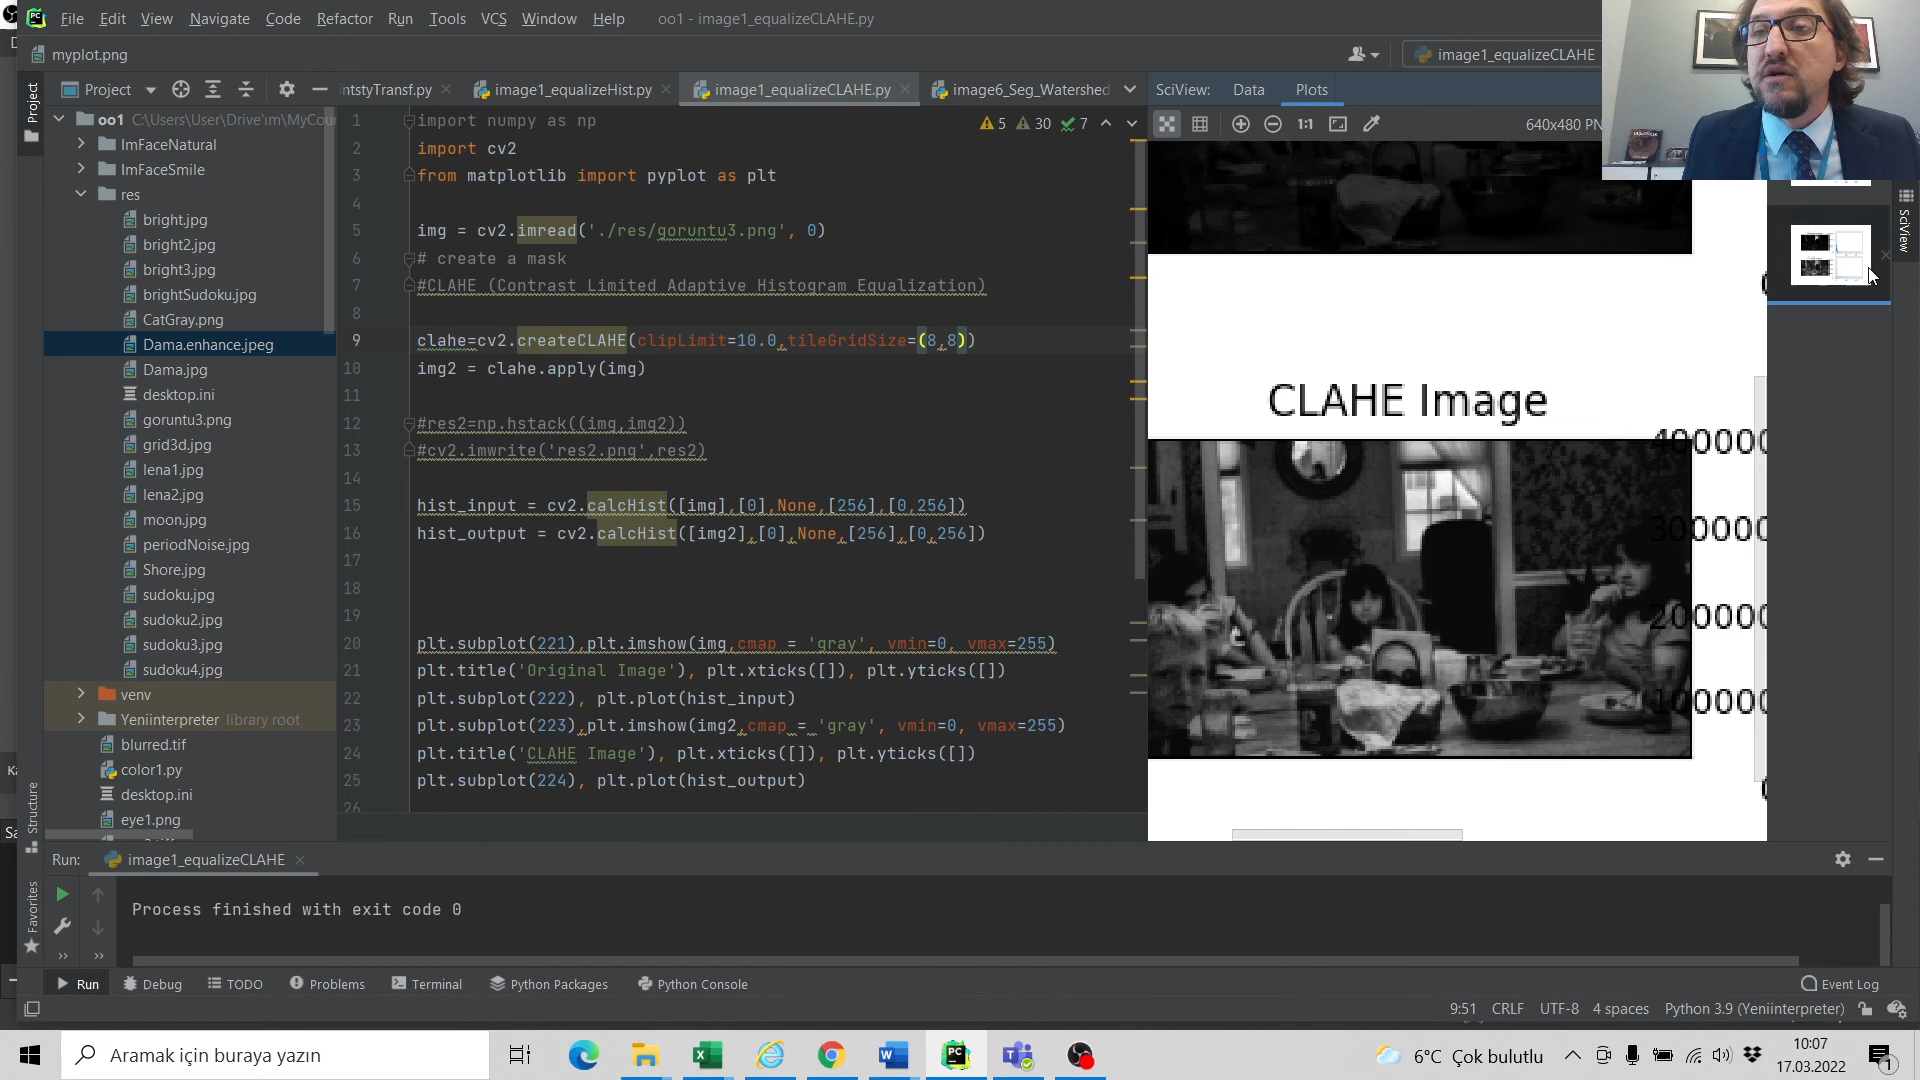 File Edit View Navigate Code Refactor Run Tools VCS Window Help oo1 - image1_equalizeCLAHE.py
myplot.png
image1_equalizeCLAHE
Project
intstyTransf.py
image1_equalizeHist.py
image1_equalizeCLAHE.py
image6_Seg_Watershed
SciView: Data Plots
Project
oo1 C:\Users\User\Drive'ım\MyCour
ImFaceNatural
ImFaceSmile
res
bright.jpg
bright2.jpg
bright3.jpg
brightSudoku.jpg
CatGray.png
Dama.enhance.jpeg
Dama.jpg
desktop.ini
goruntu3.png
grid3d.jpg
lena1.jpg
lena2.jpg
moon.jpg
periodNoise.jpg
Shore.jpg
sudoku.jpg
sudoku2.jpg
sudoku3.jpg
sudoku4.jpg
venv
Yeniinterpreter library root
blurred.tif
color1.py
desktop.ini
eye1.png
Structure
Favorites
5 30 7
1 import numpy as np
2 import cv2
3 from matplotlib import pyplot as plt
4
5 img = cv2.imread('./res/goruntu3.png', 0)
6 # create a mask
7 #CLAHE (Contrast Limited Adaptive Histogram Equalization)
8
9 clahe=cv2.createCLAHE(clipLimit=10.0,tileGridSize=(8,8))
10 img2 = clahe.apply(img)
11
12 #res2=np.hstack((img,img2))
13 #cv2.imwrite('res2.png',res2)
14
15 hist_input = cv2.calcHist([img],[0],None,[256],[0,256])
16 hist_output = cv2.calcHist([img2],[0],None,[256],[0,256])
17
18
19
20 plt.subplot(221),plt.imshow(img,cmap = 'gray', vmin=0, vmax=255)
21 plt.title('Original Image'), plt.xticks([]), plt.yticks([])
22 plt.subplot(222), plt.plot(hist_input)
23 plt.subplot(223),plt.imshow(img2,cmap = 'gray', vmin=0, vmax=255)
24 plt.title('CLAHE Image'), plt.xticks([]), plt.yticks([])
25 plt.subplot(224), plt.plot(hist_output)
26
1:1
640x480 PN
CLAHE Image
400000
300000
200000
100000
SciView
Run: image1_equalizeCLAHE
Process finished with exit code 0
Run Debug TODO Problems Terminal Python Packages Python Console Event Log
9:51 CRLF UTF-8 4 spaces Python 3.9 (Yeniinterpreter)
Aramak için buraya yazın
6°C Çok bulutlu
10:07
17.03.2022
1